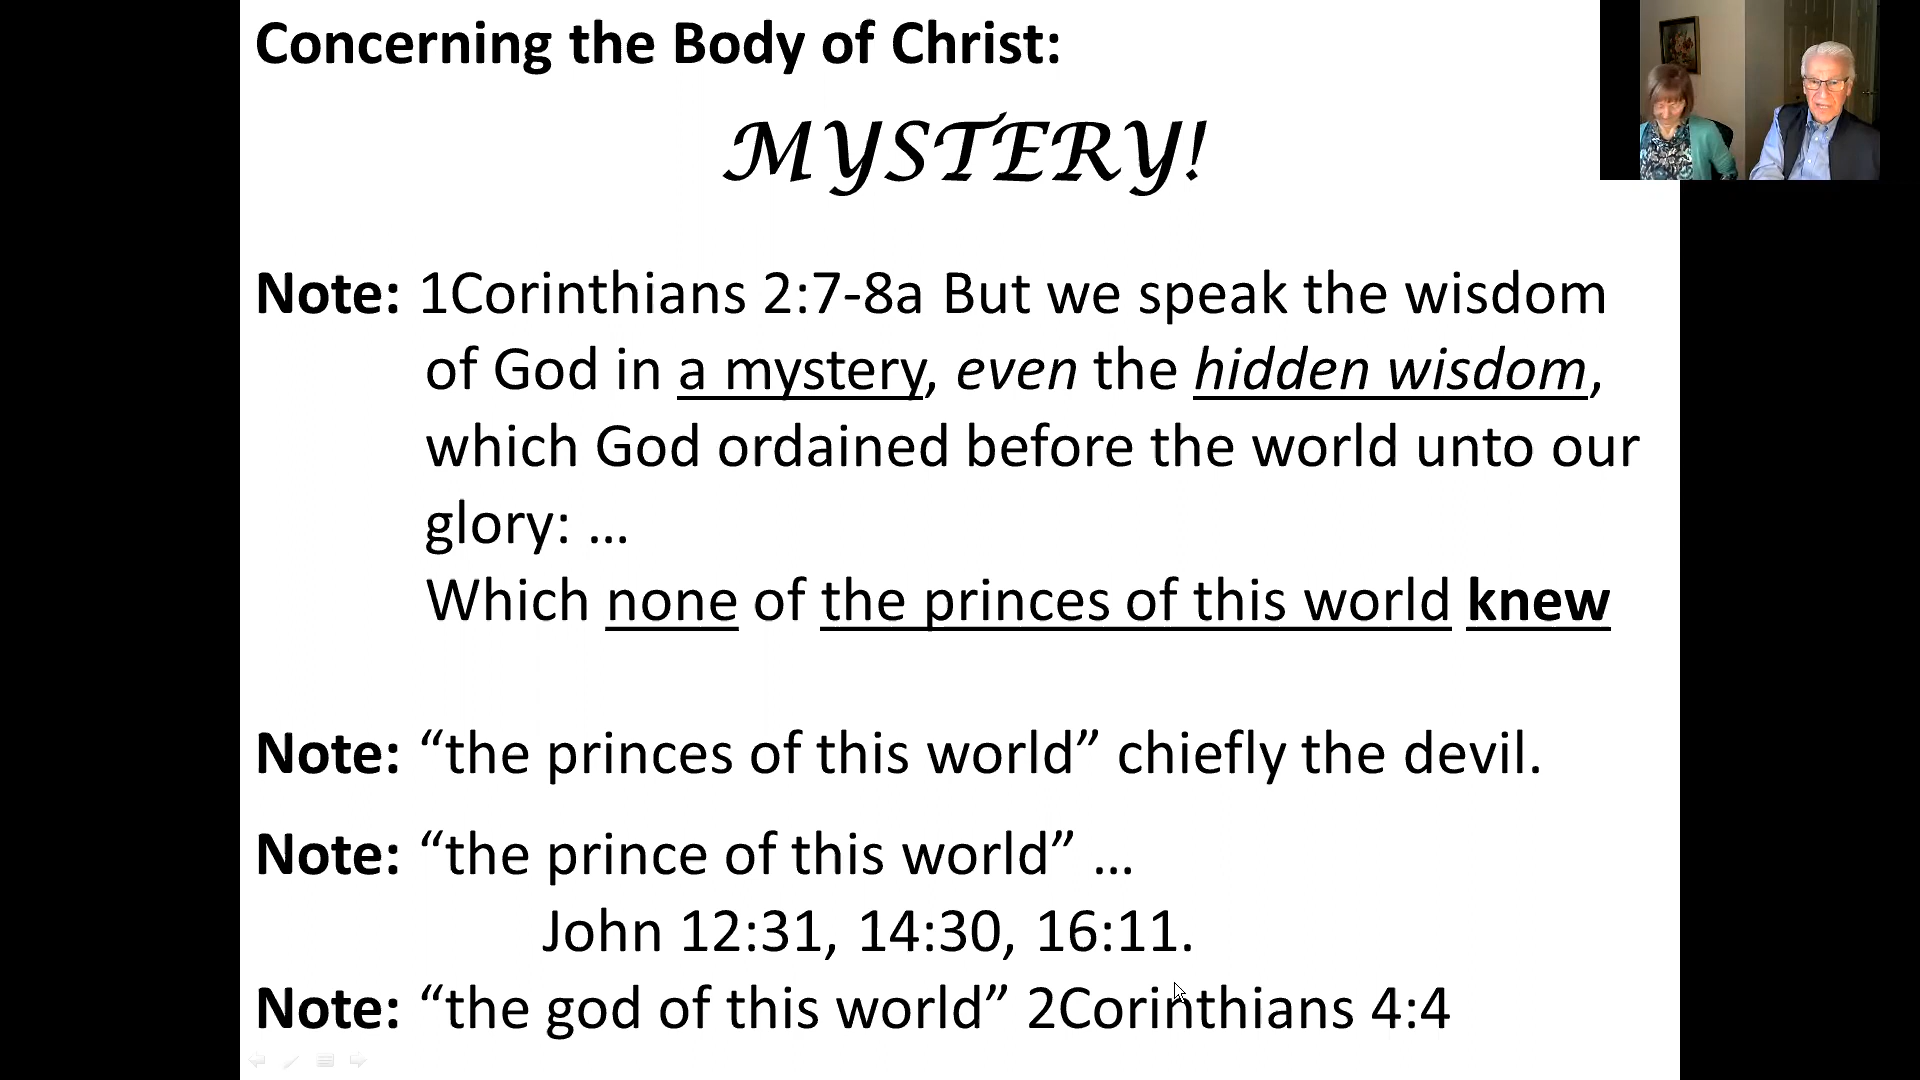 Concerning the Body of Christ:
MYSTERY!
Note: 1Corinthians 2:7-8a But we speak the wisdom
of God in a mystery, even the hidden wisdom,
which God ordained before the world unto our
glory: ...
Which none of the princes of this world knew
Note: “the princes of this world” chiefly the devil.
Note: “the prince of this world” ...
John 12:31, 14:30, 16:11.
Note: “the god of this world” 2Corinthians 4:4